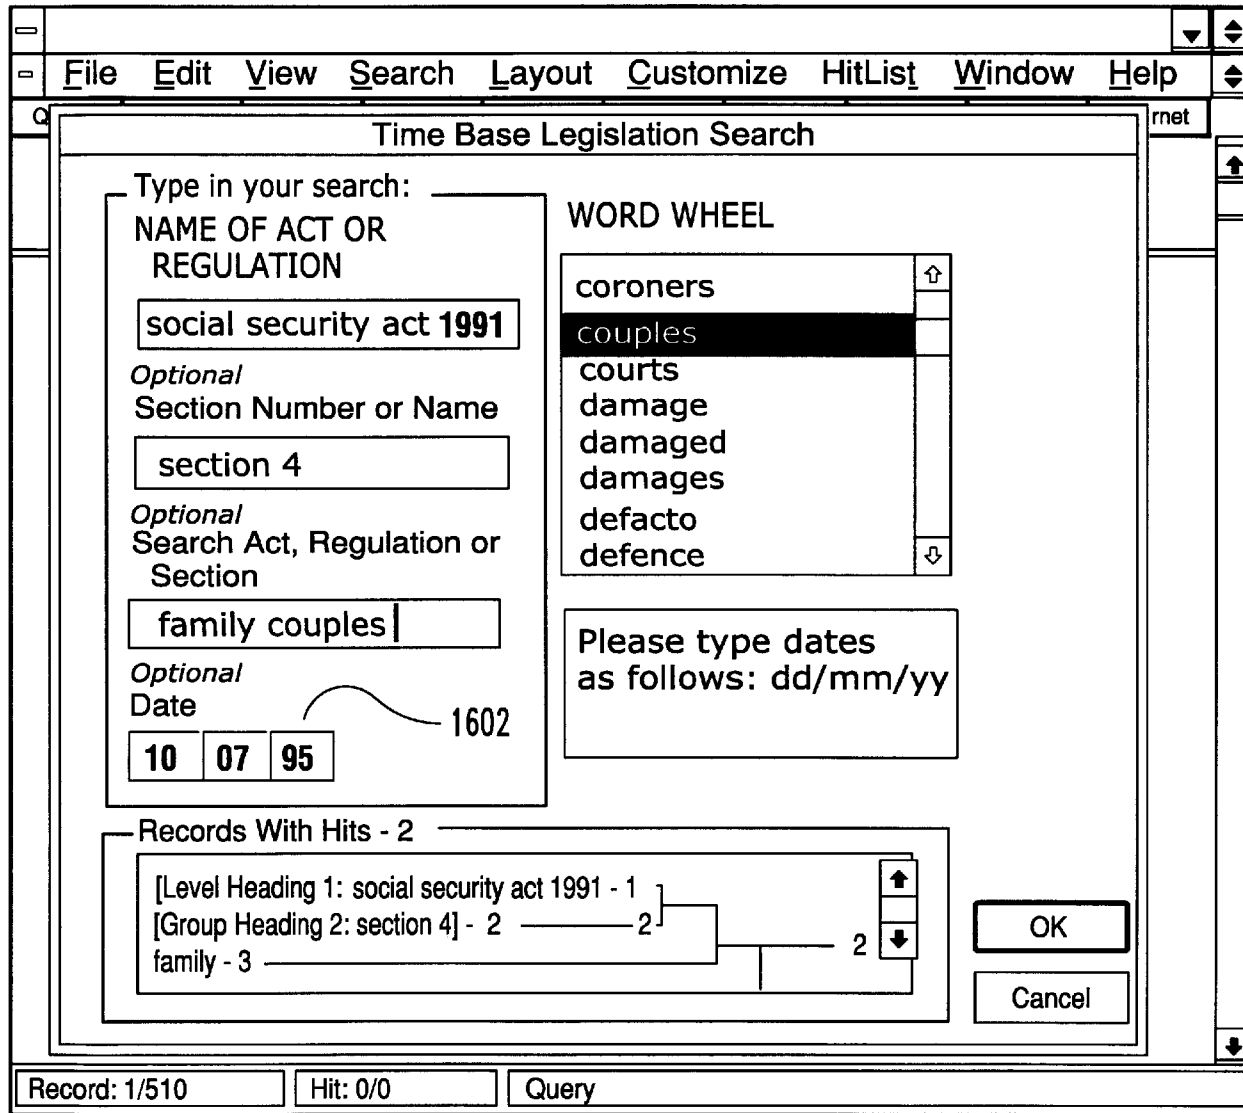 File Edit View Search Layout Customize HitList Window Help
Time Base Legislation Search
Type in your search:
NAME OF ACT OR
REGULATION
social security act 1991
Optional
Section Number or Name
section 4
Optional
Search Act, Regulation or
Section
family couples
Optional
Date
1602
10 07 95
WORD WHEEL
coroners
couples
courts
damage
damaged
damages
defacto
defence
Please type dates
as follows: dd/mm/yy
Records With Hits - 2
[Level Heading 1: social security act 1991 - 1
[Group Heading 2: section 4] - 2 2
family - 3
2
OK
Cancel
Record: 1/510 Hit: 0/0 Query